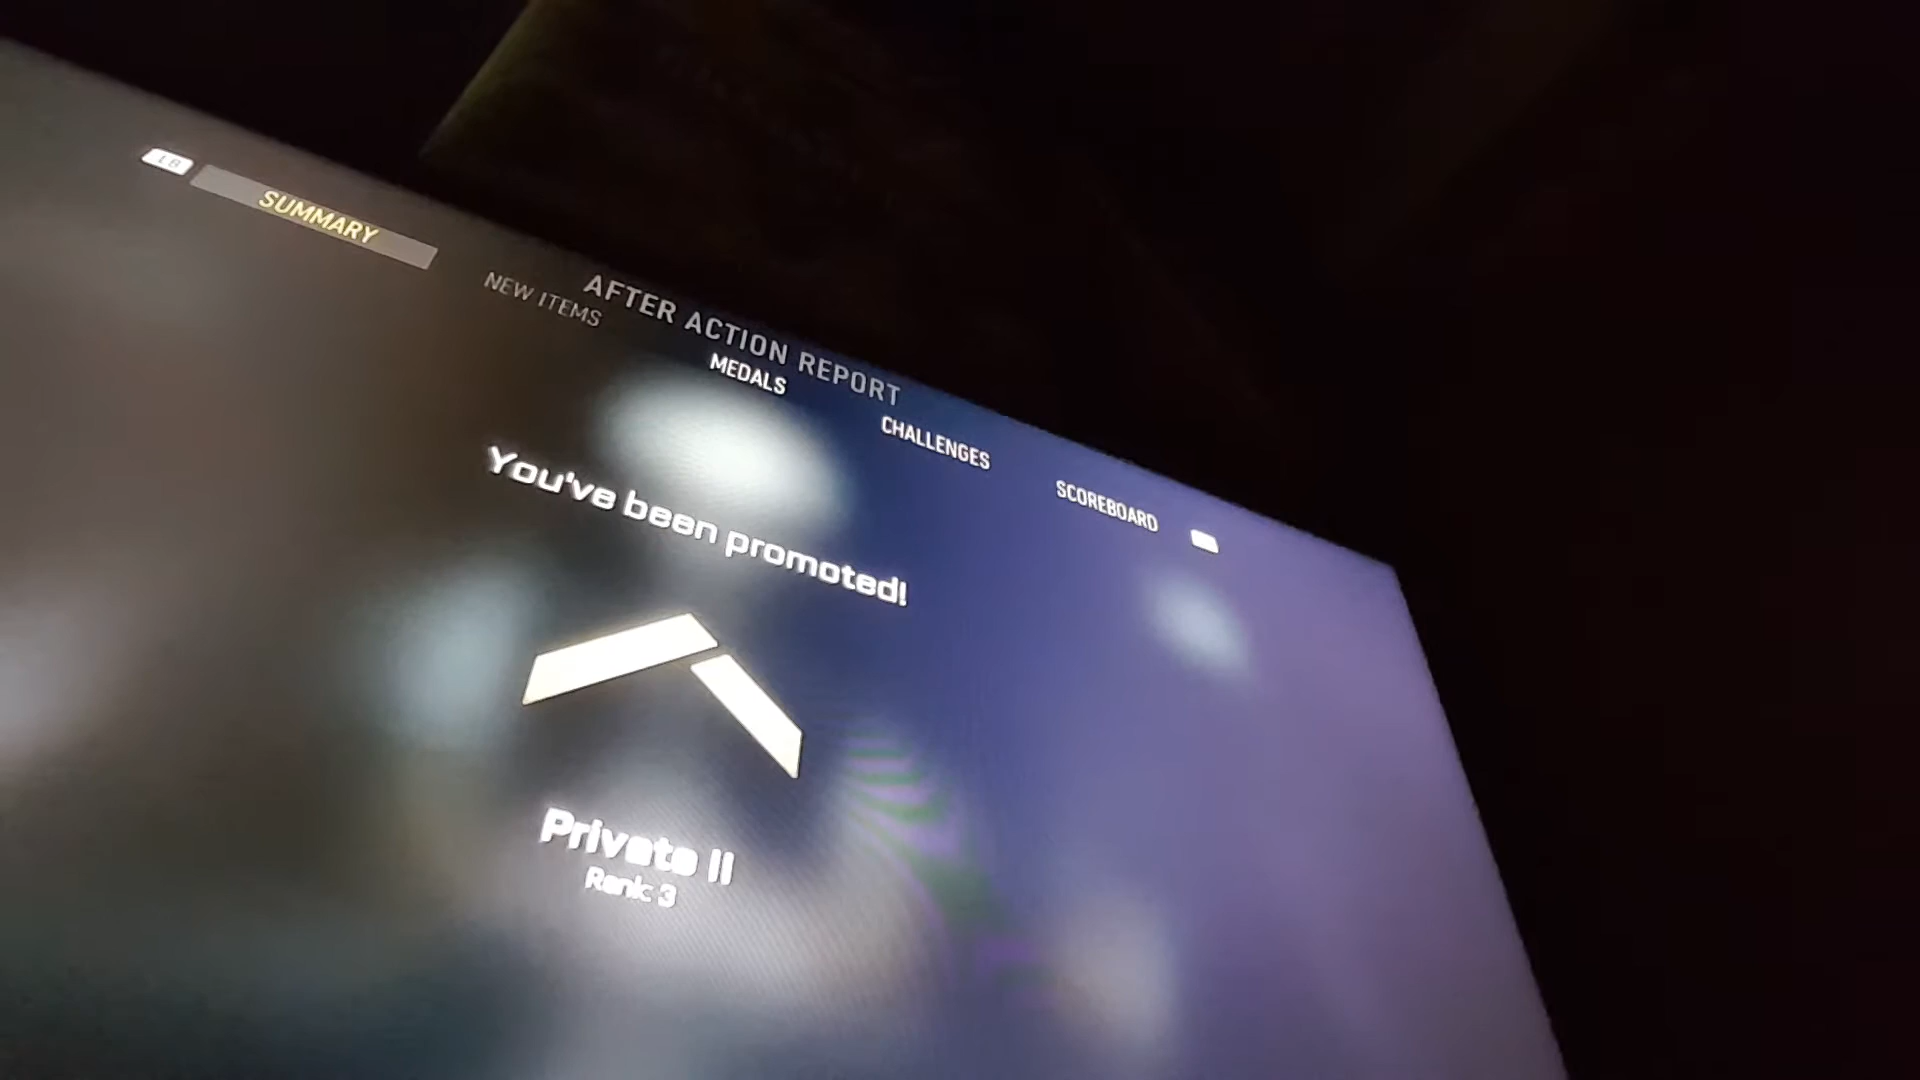 AFTER ACTION REPORT
LB
SUMMARY
NEW ITEMS
MEDALS
CHALLENGES
SCOREBOARD
You've been promoted!
Private II
Rank: 3